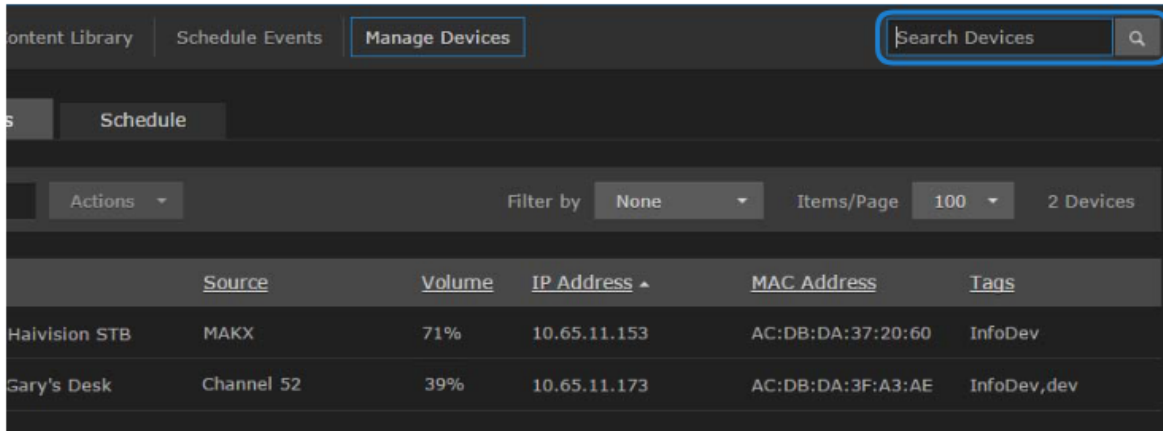 ontent Library Schedule Events Manage Devices Search Devices
s Schedule
Actions Filter by None Items/Page 100 2 Devices
Source Volume IP Address MAC Address Tags
Haivision STB MAKX 71% 10.65.11.153 AC:DB:DA:37:20:60 InfoDev
Gary's Desk Channel 52 39% 10.65.11.173 AC:DB:DA:3F:A3:AE InfoDev,dev